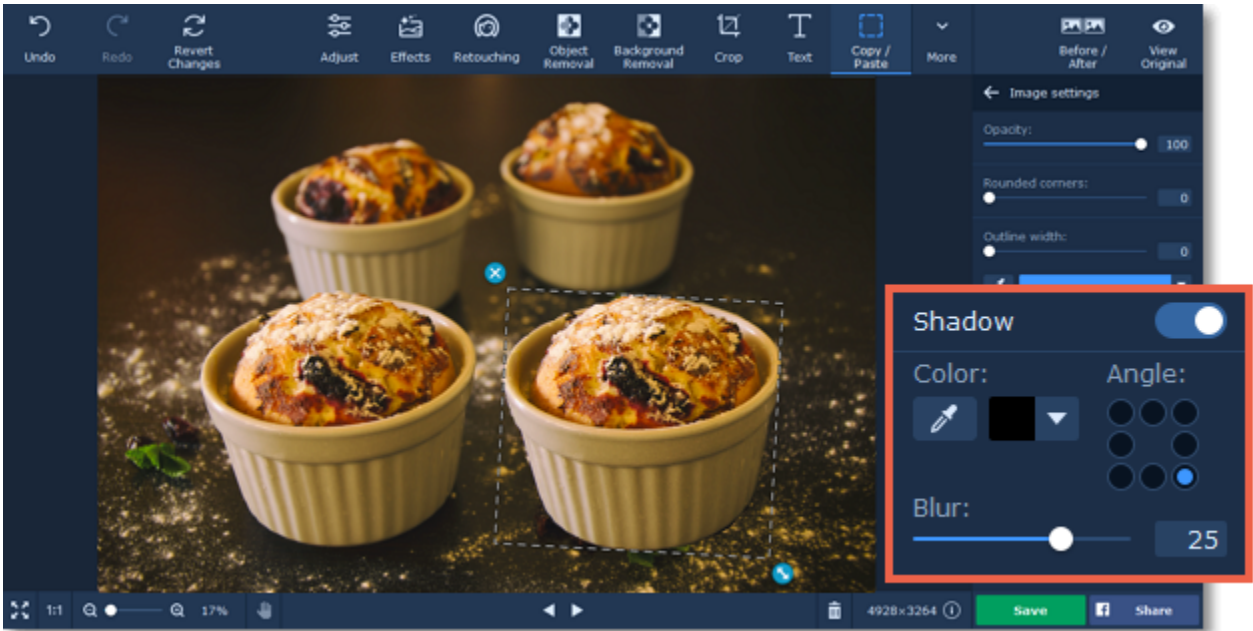 Undo
Redo
Revert
Changes
Adjust
Effects
Retouching
Object
Removal
Background
Removal
Crop
Text
Copy /
Paste
More
Before /
After
View
Original
Image settings
Opacity:
100
Rounded corners:
0
Outline width:
0
Shadow
Color:
Angle:
Blur:
25
1:1
17%
4928×3264
Save
Share